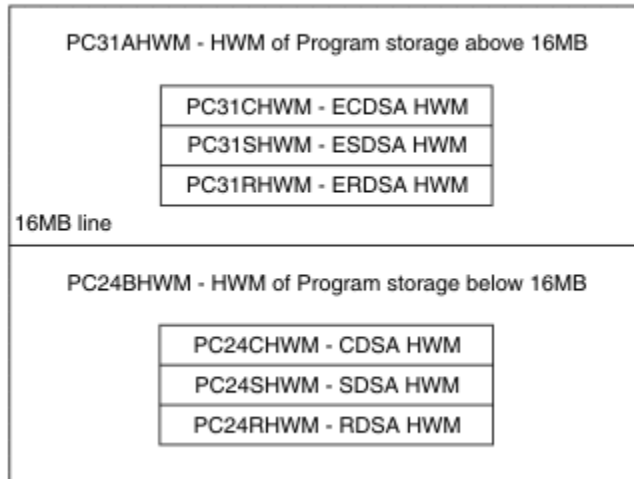 PC31AHWM - HWM of Program storage above 16MB
PC31CHWM - ECDSA HWM
PC31SHWM - ESDSA HWM
PC31RHWM - ERDSA HWM
16MB line
PC24BHWM - HWM of Program storage below 16MB
PC24CHWM - CDSA HWM
PC24SHWM - SDSA HWM
PC24RHWM - RDSA HWM